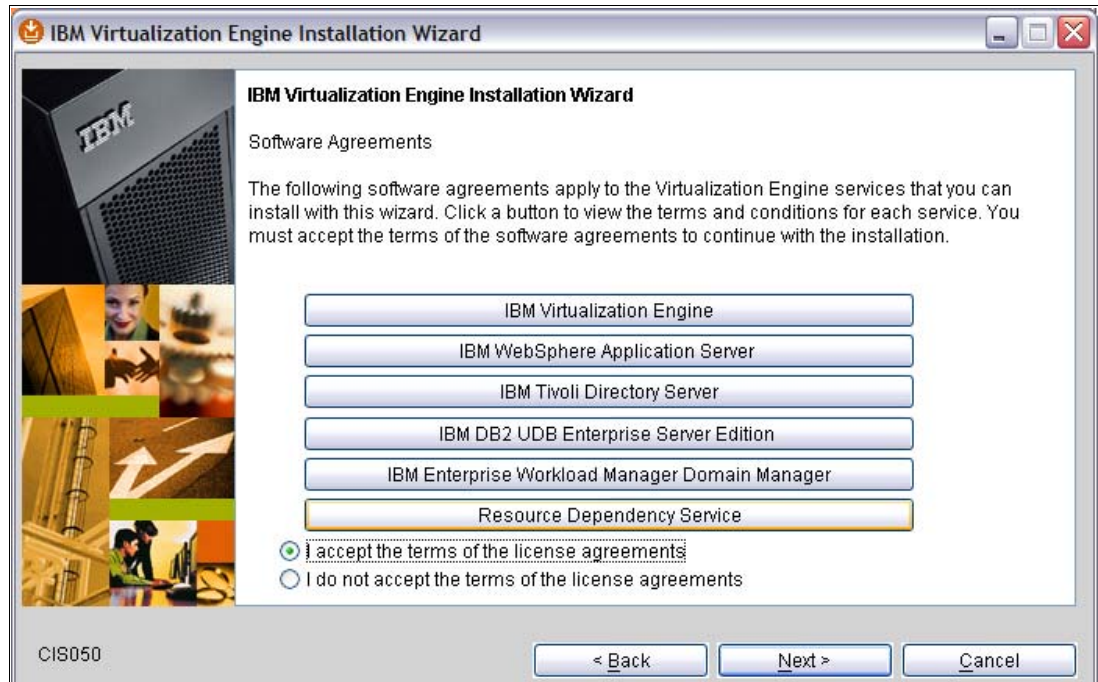 IBM Virtualization Engine Installation Wizard
IBM
IBM Virtualization Engine Installation Wizard
Software Agreements
The following software agreements apply to the Virtualization Engine services that you can
install with this wizard. Click a button to view the terms and conditions for each service. You
must accept the terms of the software agreements to continue with the installation.
IBM Virtualization Engine
IBM WebSphere Application Server
IBM Tivoli Directory Server
IBM DB2 UDB Enterprise Server Edition
IBM Enterprise Workload Manager Domain Manager
Resource Dependency Service
I accept the terms of the license agreements
I do not accept the terms of the license agreements
CIS050
< Back
Next >
Cancel